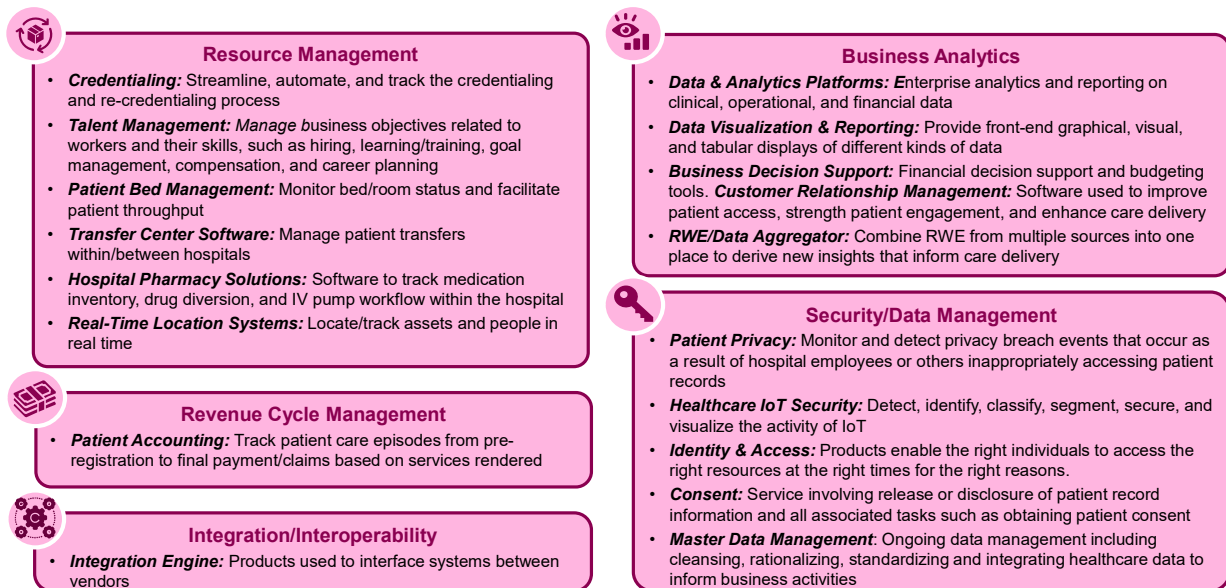 Resource Management
• Credentialing: Streamline, automate, and track the credentialing
and re-credentialing process
• Talent Management: Manage business objectives related to
workers and their skills, such as hiring, learning/training, goal
management, compensation, and career planning
• Patient Bed Management: Monitor bed/room status and facilitate
patient throughput
• Transfer Center Software: Manage patient transfers
within/between hospitals
• Hospital Pharmacy Solutions: Software to track medication
inventory, drug diversion, and IV pump workflow within the hospital
• Real-Time Location Systems: Locate/track assets and people in
real time
Revenue Cycle Management
• Patient Accounting: Track patient care episodes from pre-
registration to final payment/claims based on services rendered
Integration/Interoperability
• Integration Engine: Products used to interface systems between
vendors
Business Analytics
• Data & Analytics Platforms: Enterprise analytics and reporting on
clinical, operational, and financial data
• Data Visualization & Reporting: Provide front-end graphical, visual,
and tabular displays of different kinds of data
• Business Decision Support: Financial decision support and budgeting
tools. Customer Relationship Management: Software used to improve
patient access, strength patient engagement, and enhance care delivery
• RWE/Data Aggregator: Combine RWE from multiple sources into one
place to derive new insights that inform care delivery
Security/Data Management
• Patient Privacy: Monitor and detect privacy breach events that occur as
a result of hospital employees or others inappropriately accessing patient
records
• Healthcare IoT Security: Detect, identify, classify, segment, secure, and
visualize the activity of IoT
• Identity & Access: Products enable the right individuals to access the
right resources at the right times for the right reasons.
• Consent: Service involving release or disclosure of patient record
information and all associated tasks such as obtaining patient consent
• Master Data Management: Ongoing data management including
cleansing, rationalizing, standardizing and integrating healthcare data to
inform business activities